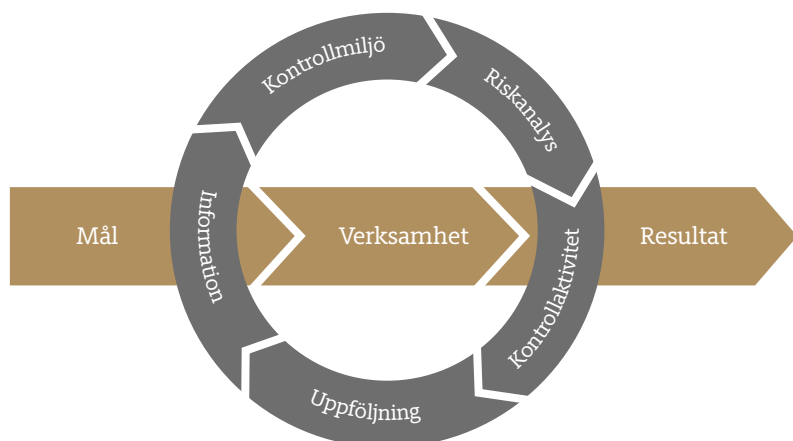 Kontrollmiljö
Riskanalys
Mål
Information
Verksamhet
Kontrollaktivitet
Resultat
Uppföljning